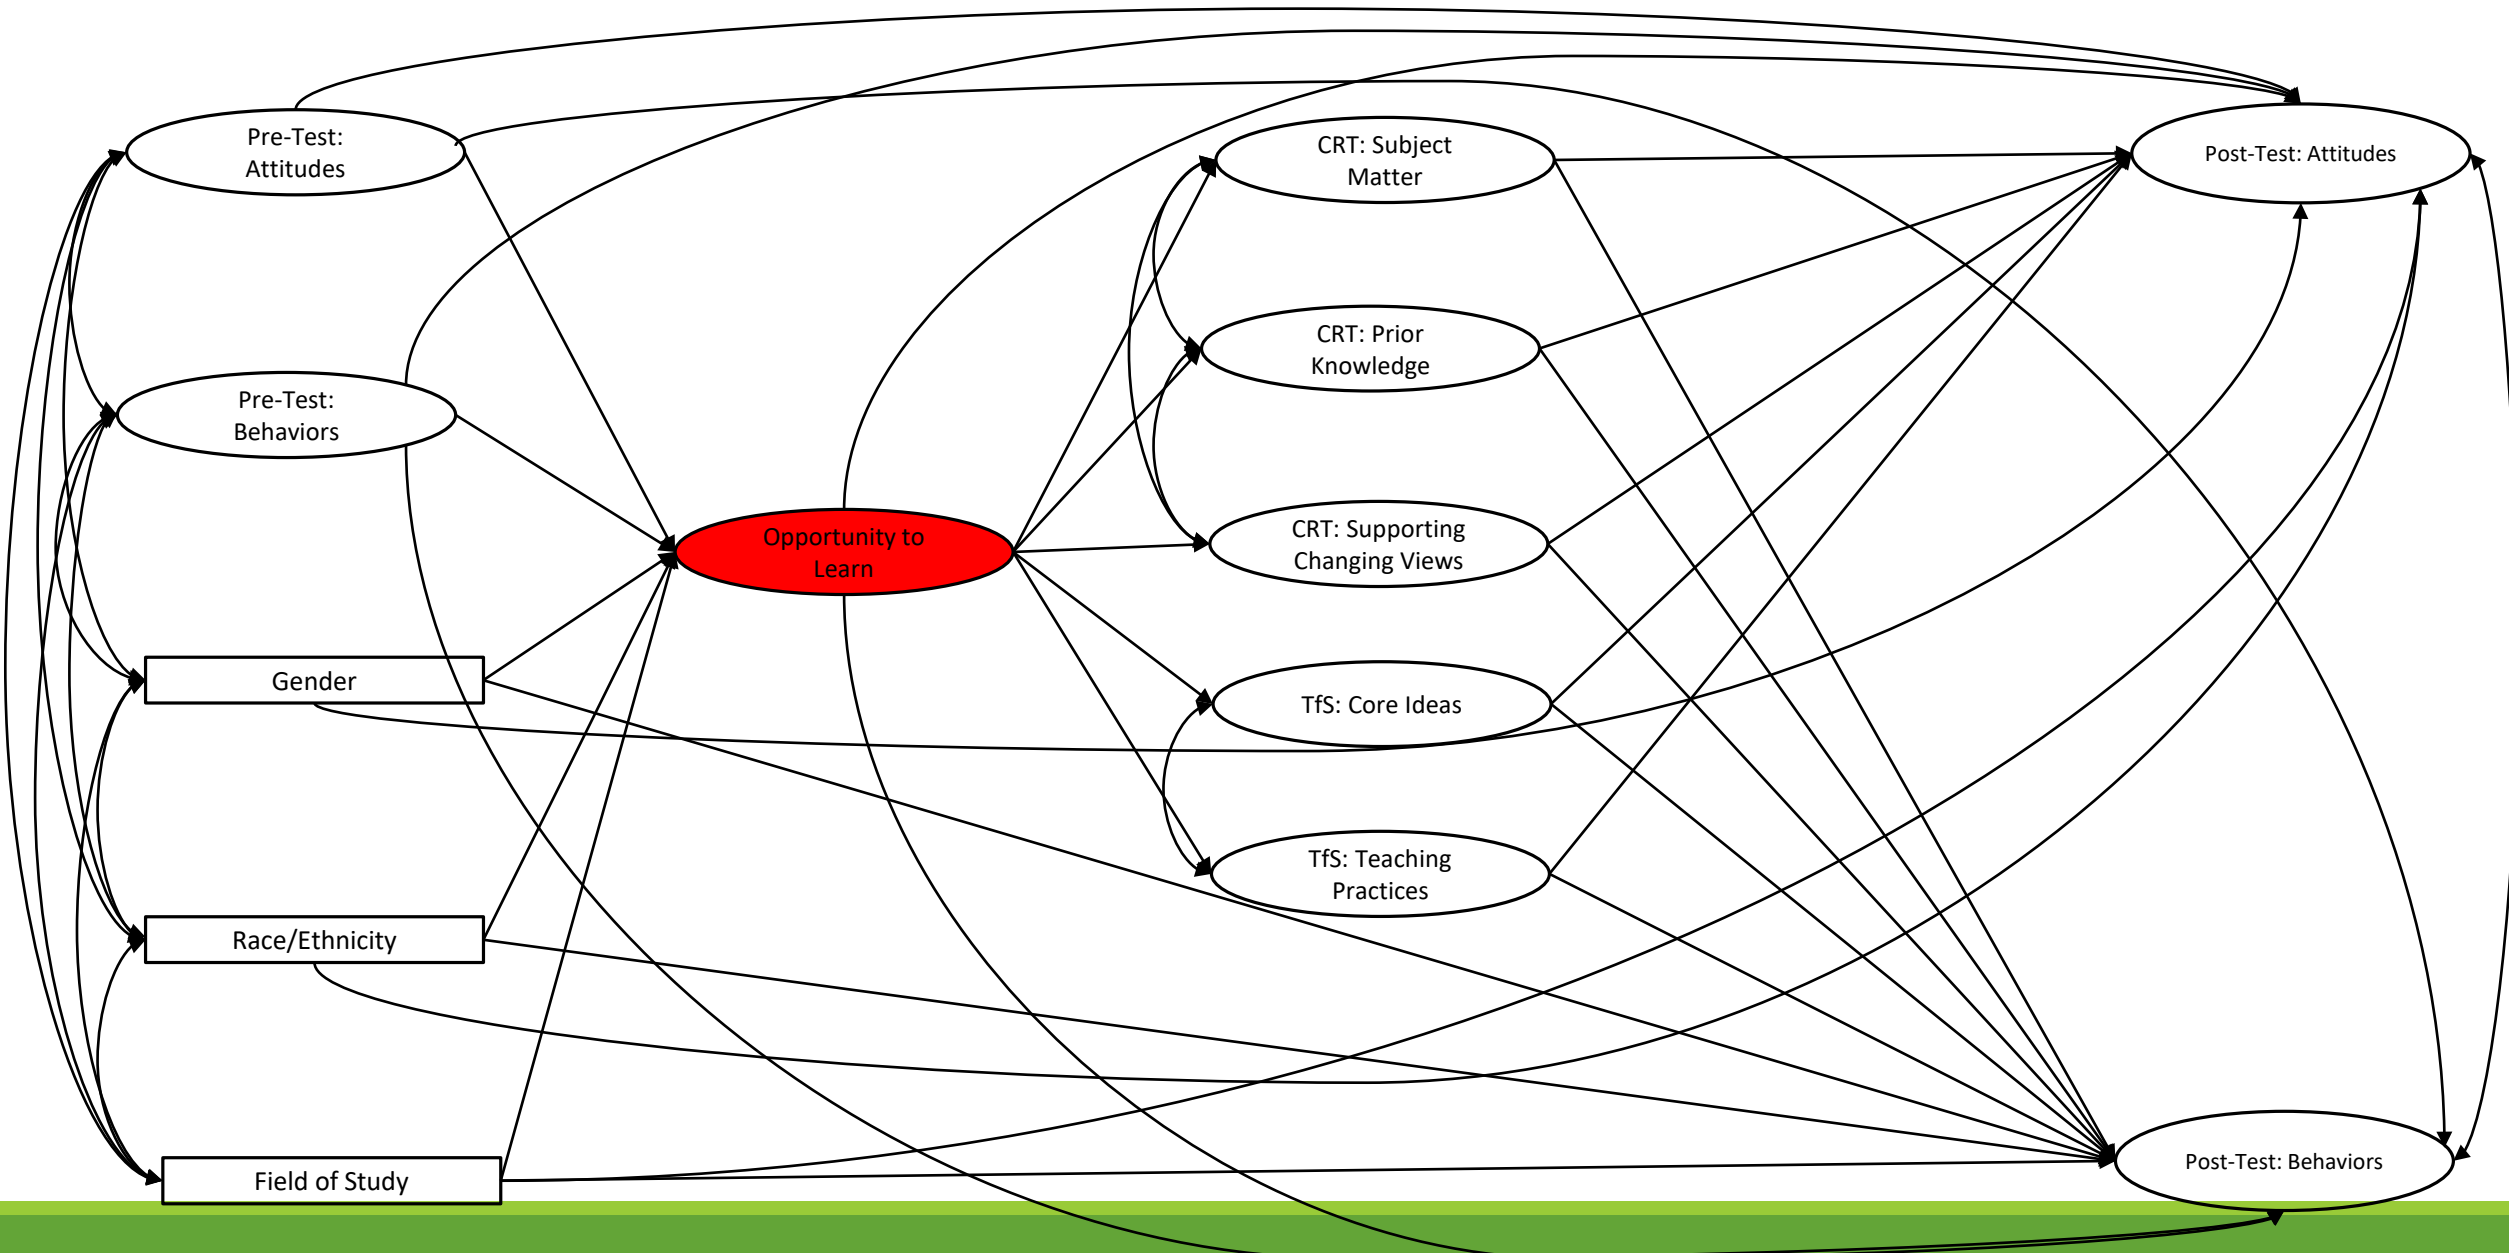 Pre-Test:
Attitudes
Pre-Test:
Behaviors
Gender
Race/Ethnicity
Field of Study
Opportunity to
Learn
CRT: Subject
Matter
CRT: Prior
Knowledge
CRT: Supporting
Changing Views
TfS: Core Ideas
TfS: Teaching
Practices
Post-Test: Attitudes
Post-Test: Behaviors